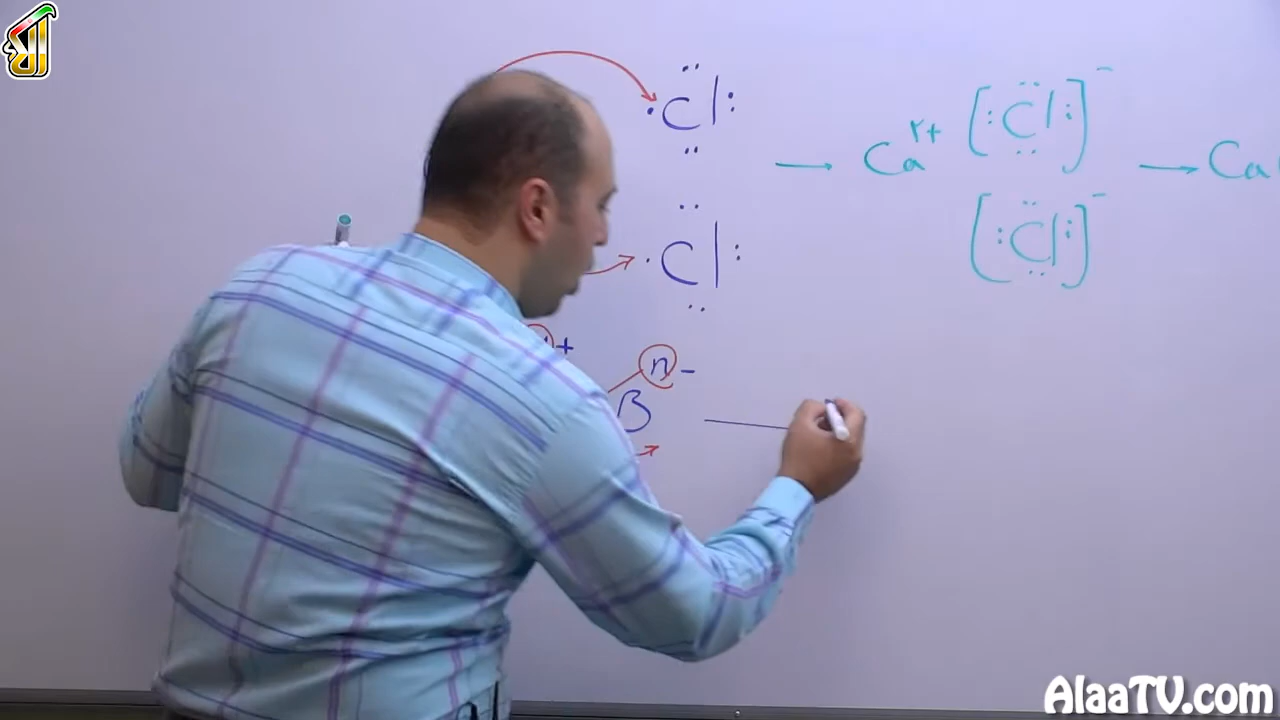 Cl → Ca²⁺ [Cl]⁻ → Ca
Cl [Cl]⁻
+ n -
B
AlaaTV.com